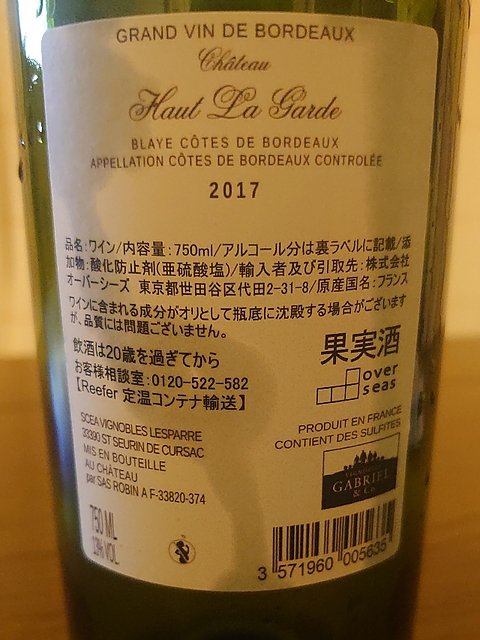 GRAND VIN DE BORDEAUX
Château
Haut La Garde
BLAYE CÔTES DE BORDEAUX
APPELLATION CÔTES DE BORDEAUX CONTROLÉE
2017
品名:ワイン/内容量:750ml/アルコール分は裏ラベルに記載/添
加物:酸化防止剤(亜硫酸塩)/輸入者及び引取先:株式会社
オーバーシーズ 東京都世田谷区代田2-31-8/原産国名:フランス
ワインに含まれる成分がオリとして瓶底に沈殿する場合がございます
が、品質には問題ございません。
飲酒は20歳を過ぎてから
お客様相談室:0120-522-582
【Reefer 定温コンテナ輸送】
果実酒
over
seas
SCEA VIGNOBLES LESPARRE
33390 ST SEURIN DE CURSAC
MIS EN BOUTEILLE
AU CHÂTEAU
par SAS ROBIN A F-33820-374
PRODUIT EN FRANCE
CONTIENT DES SULFITES
GABRIEL
& Co
750 ML
13% VOL.
3 571960 005635